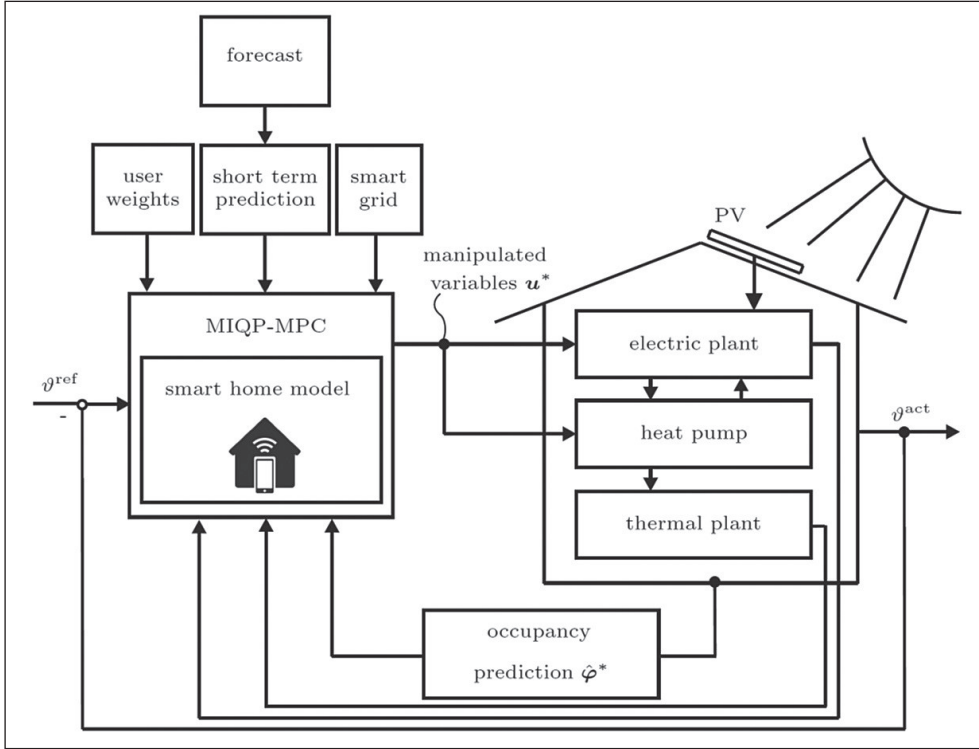 forecast
user
weights
short term
prediction
smart
grid
PV
manipulated
variables u*
MIQP-MPC
electric plant
smart home model
ϑref
-
ϑact
heat pump
thermal plant
occupancy
prediction φ̂*